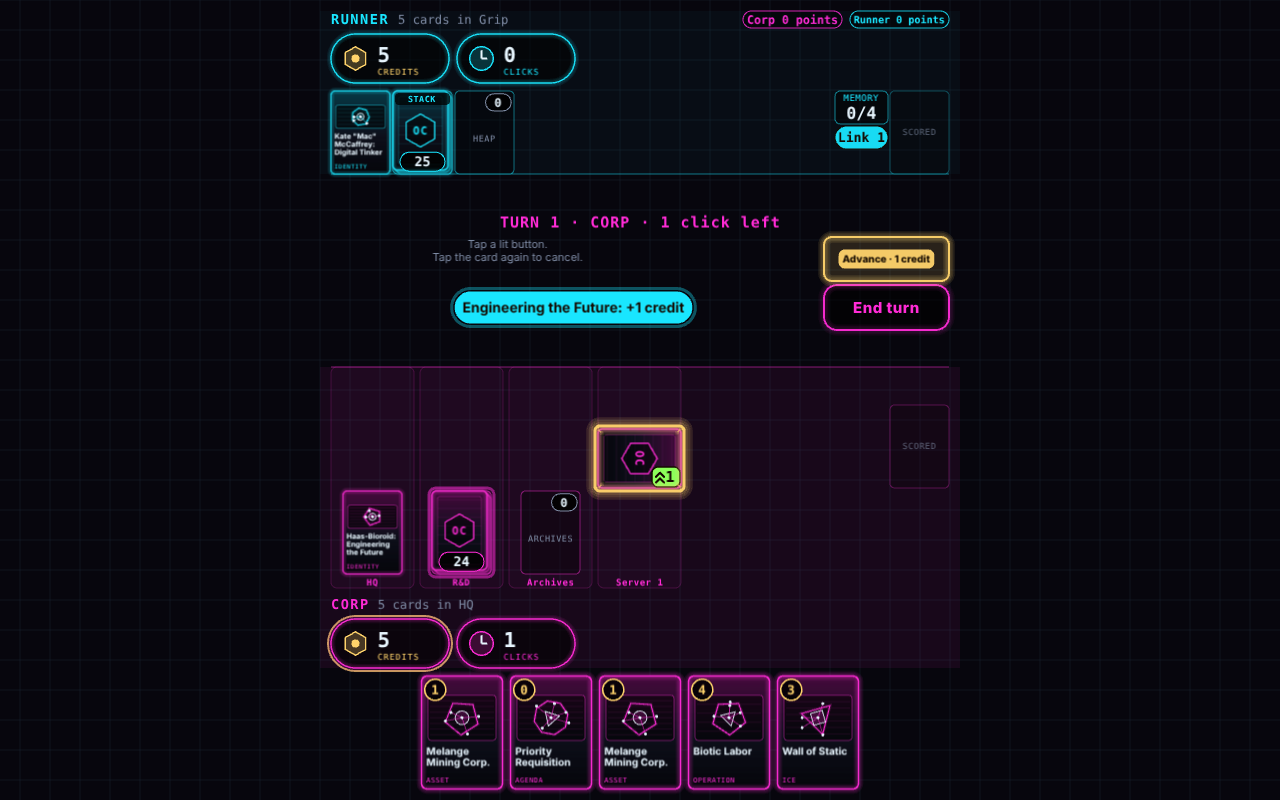 RUNNER 5 cards in Grip
Corp 0 points
Runner 0 points
5
CREDITS
0
CLICKS
Kate "Mac"
McCaffrey:
Digital Tinker
IDENTITY
STACK
OC
25
0
HEAP
MEMORY
0/4
Link 1
SCORED
TURN 1 · CORP · 1 click left
Tap a lit button.
Tap the card again to cancel.
Advance · 1 credit
Engineering the Future: +1 credit
End turn
OC
1
SCORED
Haas-Bioroid:
Engineering
the Future
IDENTITY
HQ
OC
24
R&D
0
ARCHIVES
Archives
Server 1
CORP 5 cards in HQ
5
CREDITS
1
CLICKS
1
Melange
Mining Corp.
ASSET
0
Priority
Requisition
AGENDA
1
Melange
Mining Corp.
ASSET
4
Biotic Labor
OPERATION
3
Wall of Static
ICE